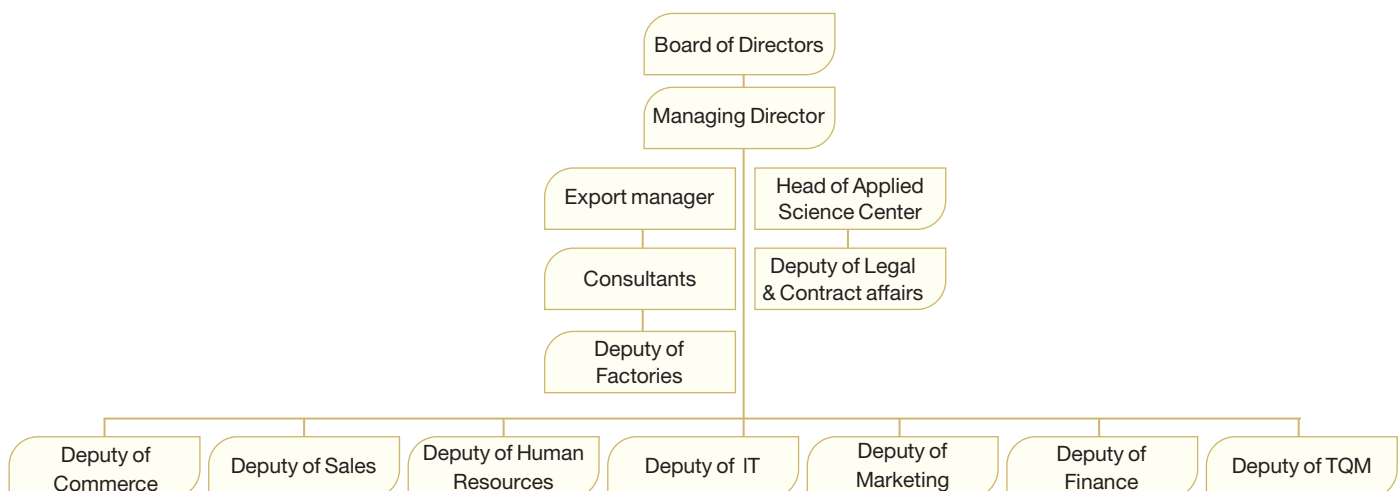 Board of Directors
Managing Director
Export manager
Head of Applied
Science Center
Consultants
Deputy of Legal
& Contract affairs
Deputy of
Factories
Deputy of
Commerce
Deputy of Sales
Deputy of Human
Resources
Deputy of IT
Deputy of
Marketing
Deputy of
Finance
Deputy of TQM